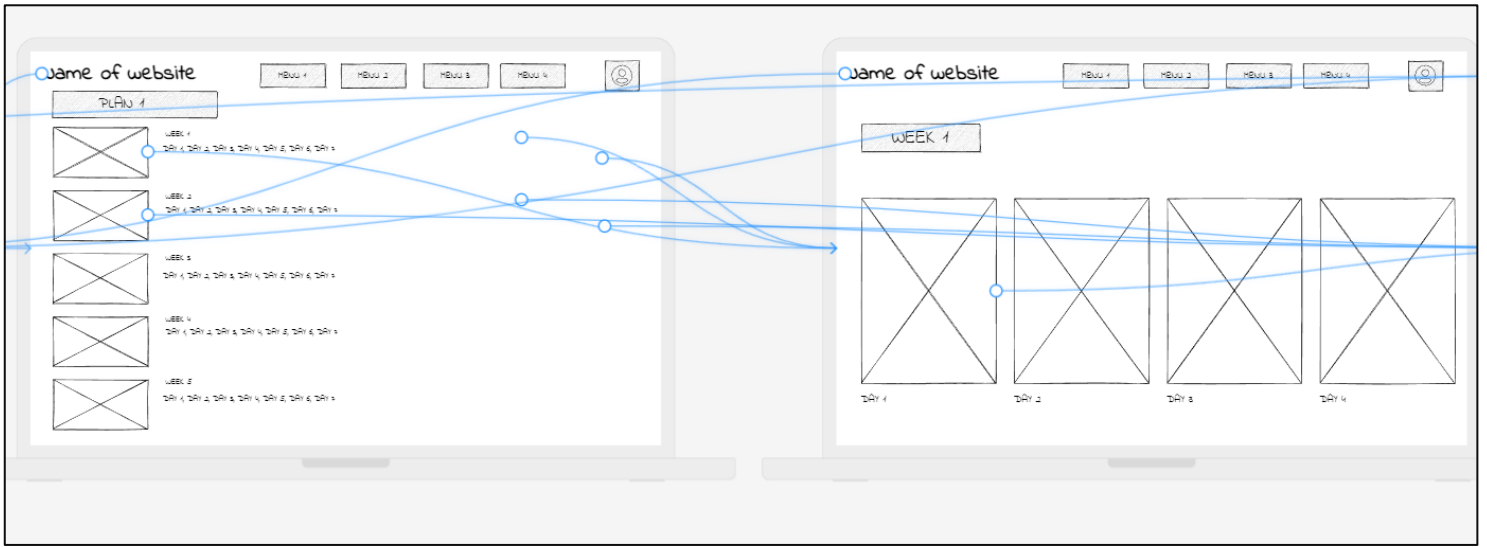 Name of website
MENU 1 MENU 2 MENU 3 MENU 4
PLAN 1
WEEK 1
DAY 1, DAY 2, DAY 3, DAY 4, DAY 5, DAY 6, DAY 7
WEEK 2
DAY 1, DAY 2, DAY 3, DAY 4, DAY 5, DAY 6, DAY 7
WEEK 3
DAY 1, DAY 2, DAY 3, DAY 4, DAY 5, DAY 6, DAY 7
WEEK 4
DAY 1, DAY 2, DAY 3, DAY 4, DAY 5, DAY 6, DAY 7
WEEK 5
DAY 1, DAY 2, DAY 3, DAY 4, DAY 5, DAY 6, DAY 7
Name of website
MENU 1 MENU 2 MENU 3 MENU 4
WEEK 1
DAY 1 DAY 2 DAY 3 DAY 4